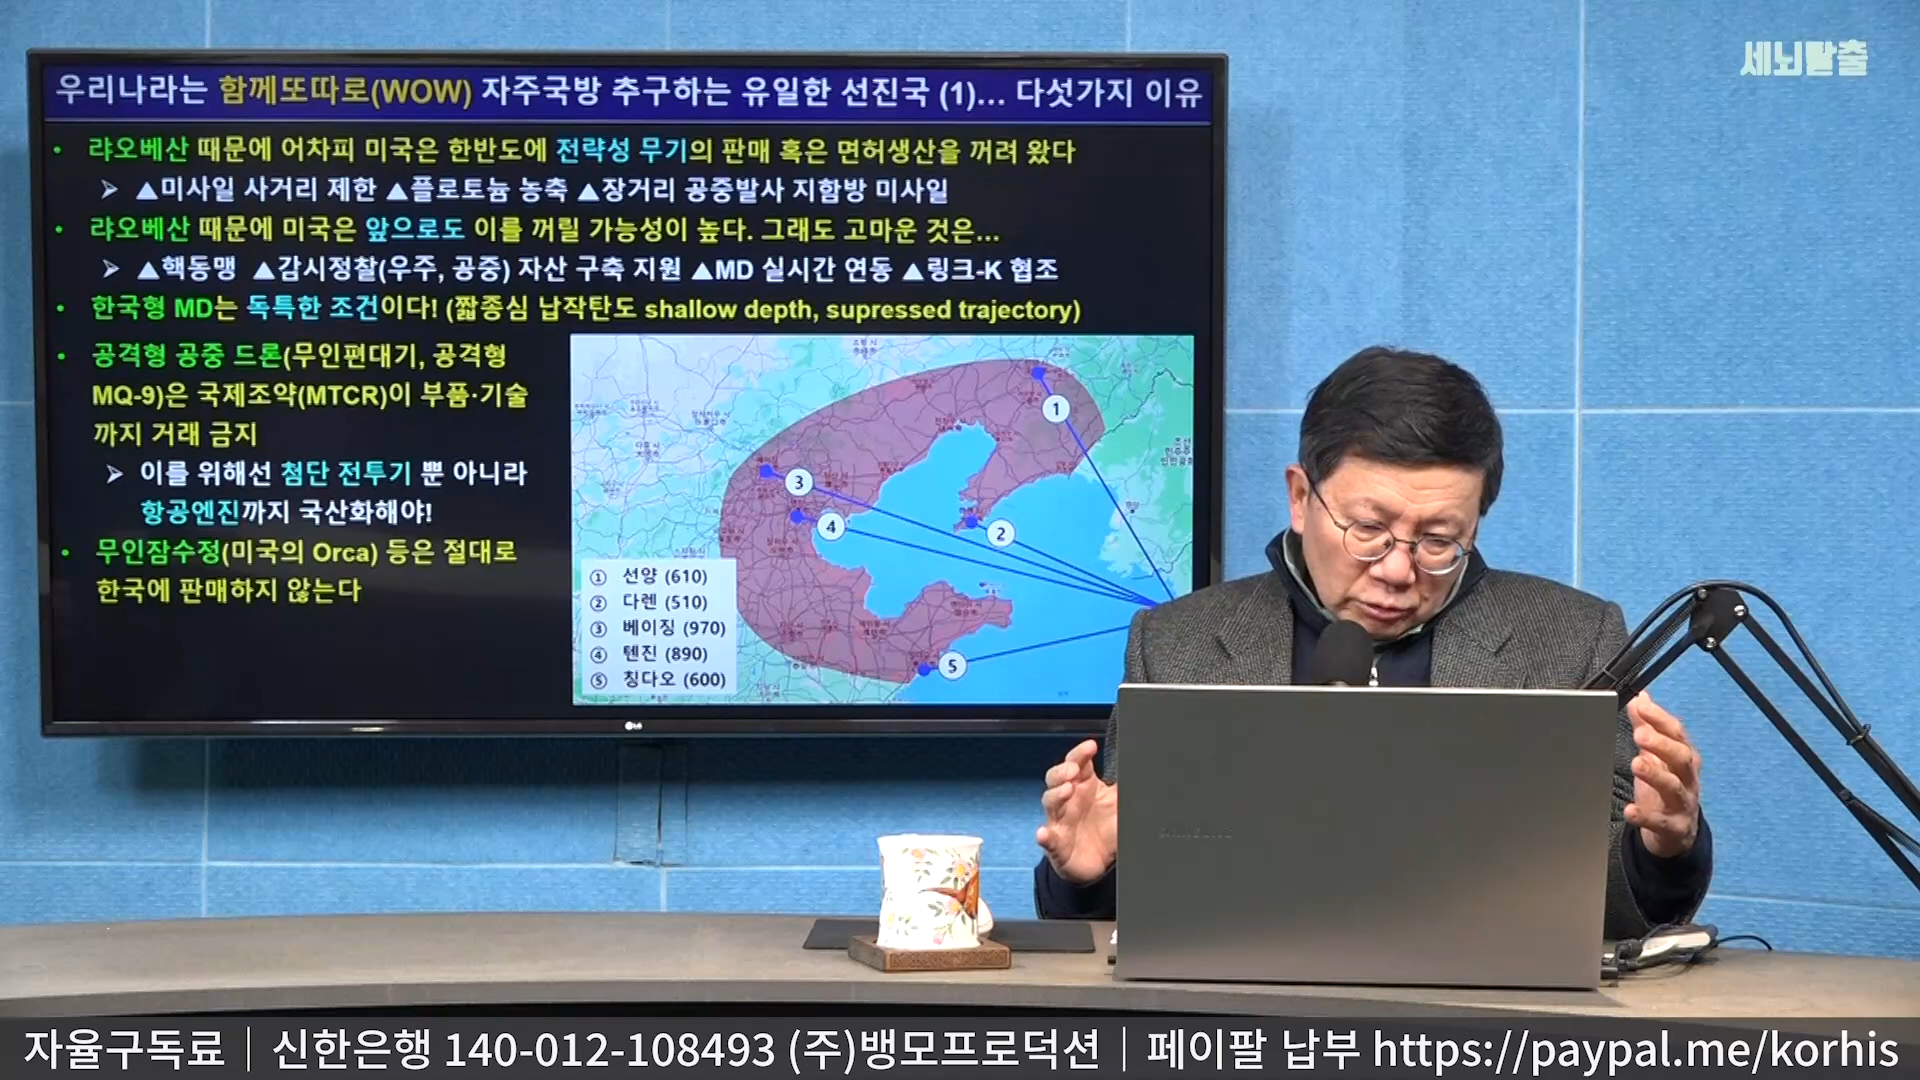 세뇌탈출
우리나라는 함께또따로(WOW) 자주국방 추구하는 유일한 선진국 (1)... 다섯가지 이유
• 랴오베산 때문에 어차피 미국은 한반도에 전략성 무기의 판매 혹은 면허생산을 꺼려 왔다
➢ ▲미사일 사거리 제한 ▲플로토늄 농축 ▲장거리 공중발사 지함방 미사일
• 랴오베산 때문에 미국은 앞으로도 이를 꺼릴 가능성이 높다. 그래도 고마운 것은...
➢ ▲핵동맹 ▲감시정찰(우주, 공중) 자산 구축 지원 ▲MD 실시간 연동 ▲링크-K 협조
• 한국형 MD는 독특한 조건이다! (짧종심 납작탄도 shallow depth, supressed trajectory)
• 공격형 공중 드론(무인편대기, 공격형
MQ-9)은 국제조약(MTCR)이 부품·기술
까지 거래 금지
➢ 이를 위해선 첨단 전투기 뿐 아니라
항공엔진까지 국산화해야!
• 무인잠수정(미국의 Orca) 등은 절대로
한국에 판매하지 않는다
1
3
4
2
5
① 선양 (610)
② 다렌 (510)
③ 베이징 (970)
④ 텐진 (890)
⑤ 칭다오 (600)
LG
SAMSUNG
자율구독료│신한은행 140-012-108493 (주)뱅모프로덕션│페이팔 납부 https://paypal.me/korhis